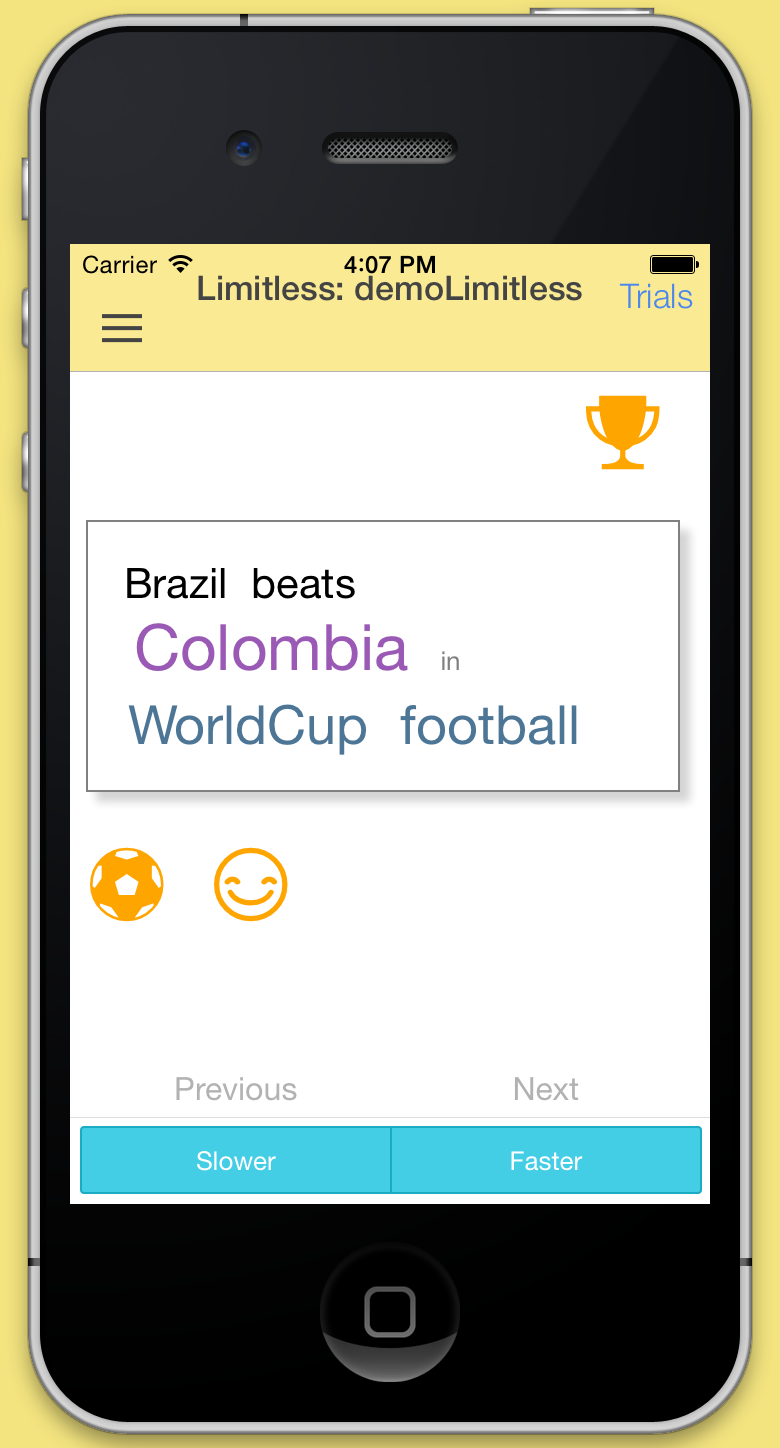 Carrier 4:07 PM
Limitless: demoLimitless
Trials
Brazil beats
Colombia in
WorldCup football
Previous Next
Slower Faster